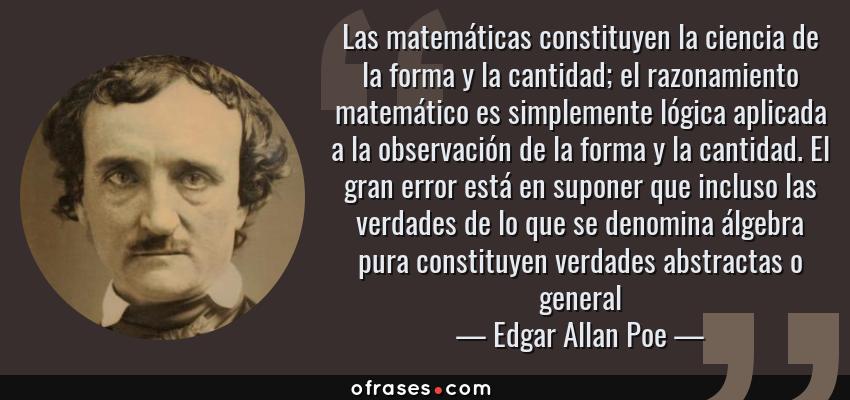 Las matemáticas constituyen la ciencia de
la forma y la cantidad; el razonamiento
matemático es simplemente lógica aplicada
a la observación de la forma y la cantidad. El
gran error está en suponer que incluso las
verdades de lo que se denomina álgebra
pura constituyen verdades abstractas o
general
— Edgar Allan Poe —
ofrases.com